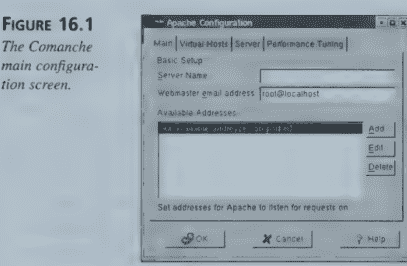 FIGURE 16.1
The Comanche
main configura-
tion screen.
Apache Configuration
Main Virtual Hosts Server Performance Tuning
Basic Setup
Server Name
Webmaster email address root@localhost
Available Addresses
Add
Edit
Delete
Set addresses for Apache to listen for requests on
OK Cancel ? Help